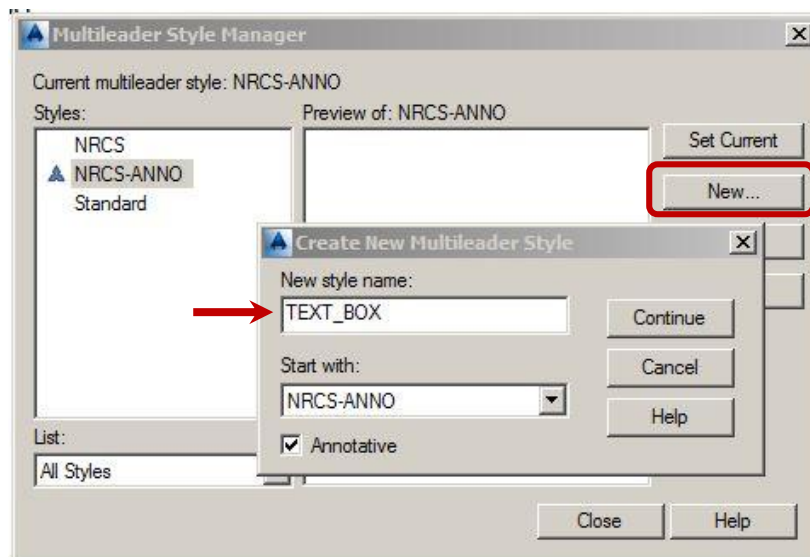 Multileader Style Manager
Current multileader style: NRCS-ANNO
Styles:
Preview of: NRCS-ANNO
NRCS
NRCS-ANNO
Standard
Set Current
New...
Create New Multileader Style
New style name:
TEXT_BOX
Continue
Start with:
Cancel
NRCS-ANNO
Help
Annotative
List:
All Styles
Close
Help